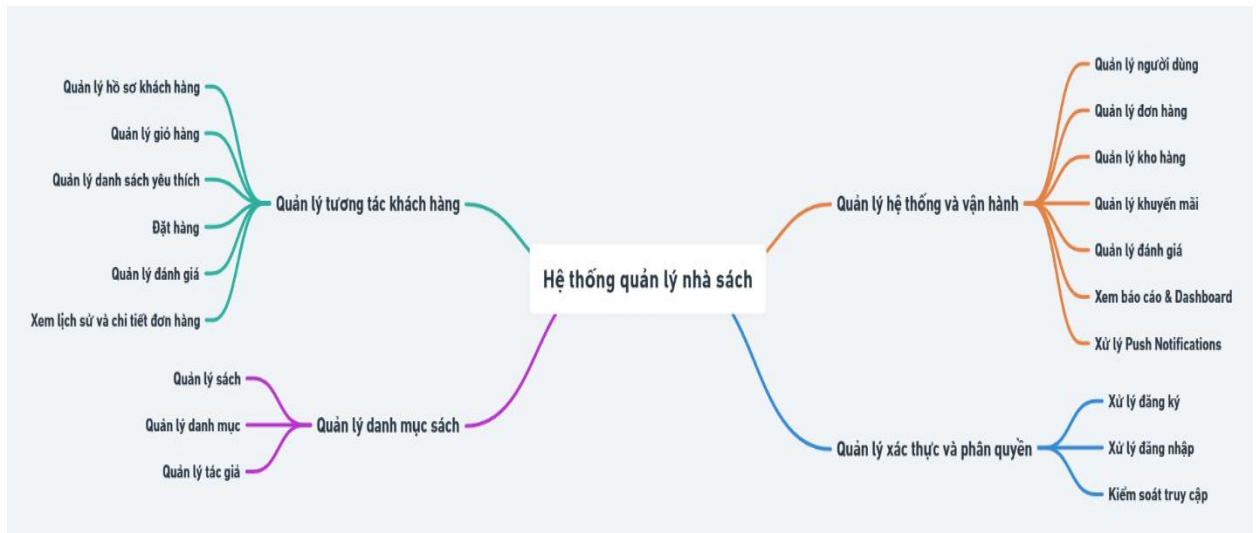 Hệ thống quản lý nhà sách
Quản lý tương tác khách hàng
Quản lý hồ sơ khách hàng
Quản lý giỏ hàng
Quản lý danh sách yêu thích
Đặt hàng
Quản lý đánh giá
Xem lịch sử và chi tiết đơn hàng
Quản lý danh mục sách
Quản lý sách
Quản lý danh mục
Quản lý tác giả
Quản lý hệ thống và vận hành
Quản lý người dùng
Quản lý đơn hàng
Quản lý kho hàng
Quản lý khuyến mãi
Quản lý đánh giá
Xem báo cáo & Dashboard
Xử lý Push Notifications
Quản lý xác thực và phân quyền
Xử lý đăng ký
Xử lý đăng nhập
Kiểm soát truy cập